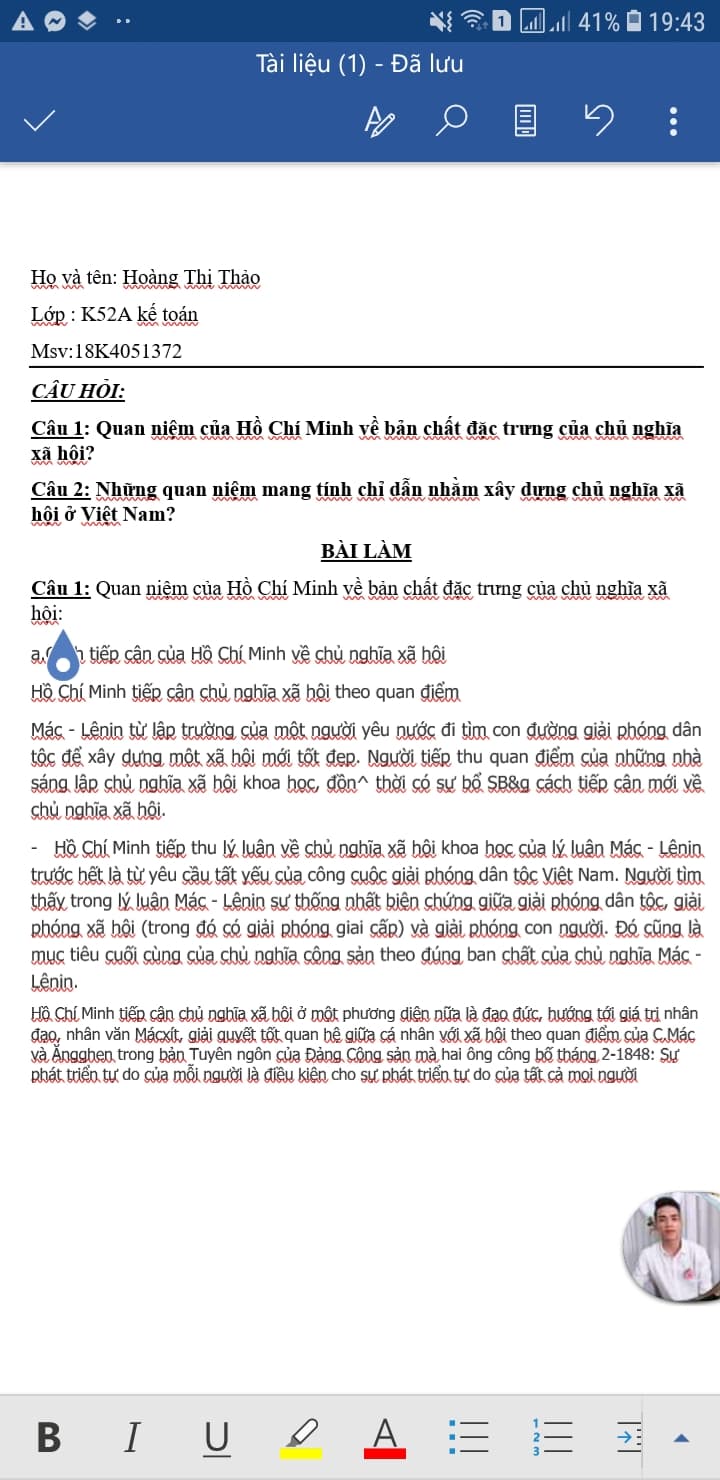 1 41% 19:43
Tài liệu (1) - Đã lưu
Họ và tên: Hoàng Thị Thảo
Lớp : K52A kế toán
Msv:18K4051372
CÂU HỎI:
Câu 1: Quan niệm của Hồ Chí Minh về bản chất đặc trưng của chủ nghĩa
xã hội?
Câu 2: Những quan niệm mang tính chỉ dẫn nhằm xây dựng chủ nghĩa xã
hội ở Việt Nam?
BÀI LÀM
Câu 1: Quan niệm của Hồ Chí Minh về bản chất đặc trưng của chủ nghĩa xã
hội:
tiếp cận của Hồ Chí Minh về chủ nghĩa xã hội
Hồ Chí Minh tiếp cận chủ nghĩa xã hội theo quan điểm
Mác - Lênin từ lập trường của một người yêu nước đi tìm con đường giải phóng dân
tộc để xây dựng một xã hội mới tốt đẹp. Người tiếp thu quan điểm của những nhà
sáng lập chủ nghĩa xã hội khoa học, đồn^ thời có sự bổ SB&g cách tiếp cận mới về
chủ nghĩa xã hội.
- Hồ Chí Minh tiếp thu lý luận về chủ nghĩa xã hội khoa học của lý luận Mác - Lênin
trước hết là từ yêu cầu tất yếu của công cuộc giải phóng dân tộc Việt Nam. Người tìm
thấy trong lý luận Mác - Lênin sự thống nhất biện chứng giữa giải phóng dân tộc, giải
phóng xã hội (trong đó có giải phóng giai cấp) và giải phóng con người. Đó cũng là
mục tiêu cuối cùng của chủ nghĩa cộng sản theo đúng ban chất của chủ nghĩa Mác -
Lênin.
Hồ Chí Minh tiếp cận chủ nghĩa xã hội ở một phương diện nữa là đạo đức, hướng tới giá trị nhân
đạo, nhân văn Mácxít, giải quyết tốt quan hệ giữa cá nhân với xã hội theo quan điểm của C.Mác
và Ăngghen trong bản Tuyên ngôn của Đảng Cộng sản mà hai ông công bố tháng 2-1848: Sự
phát triển tự do của mỗi người là điều kiện cho sự phát triển tự do của tất cả mọi người
B I U A 1 2 3